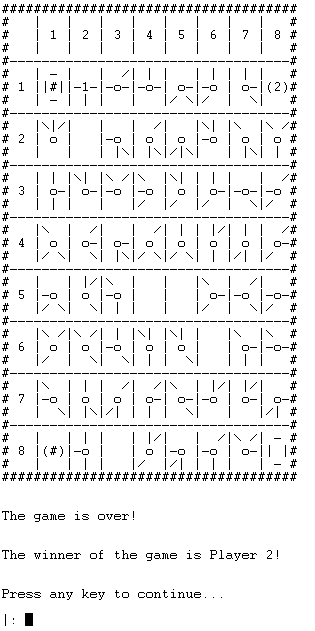 1 2 3 4 5 6 7 8
1 # -1- (2)
2
3
4
5
6
7
8 (#)
The game is over!
The winner of the game is Player 2!
Press any key to continue...
|: